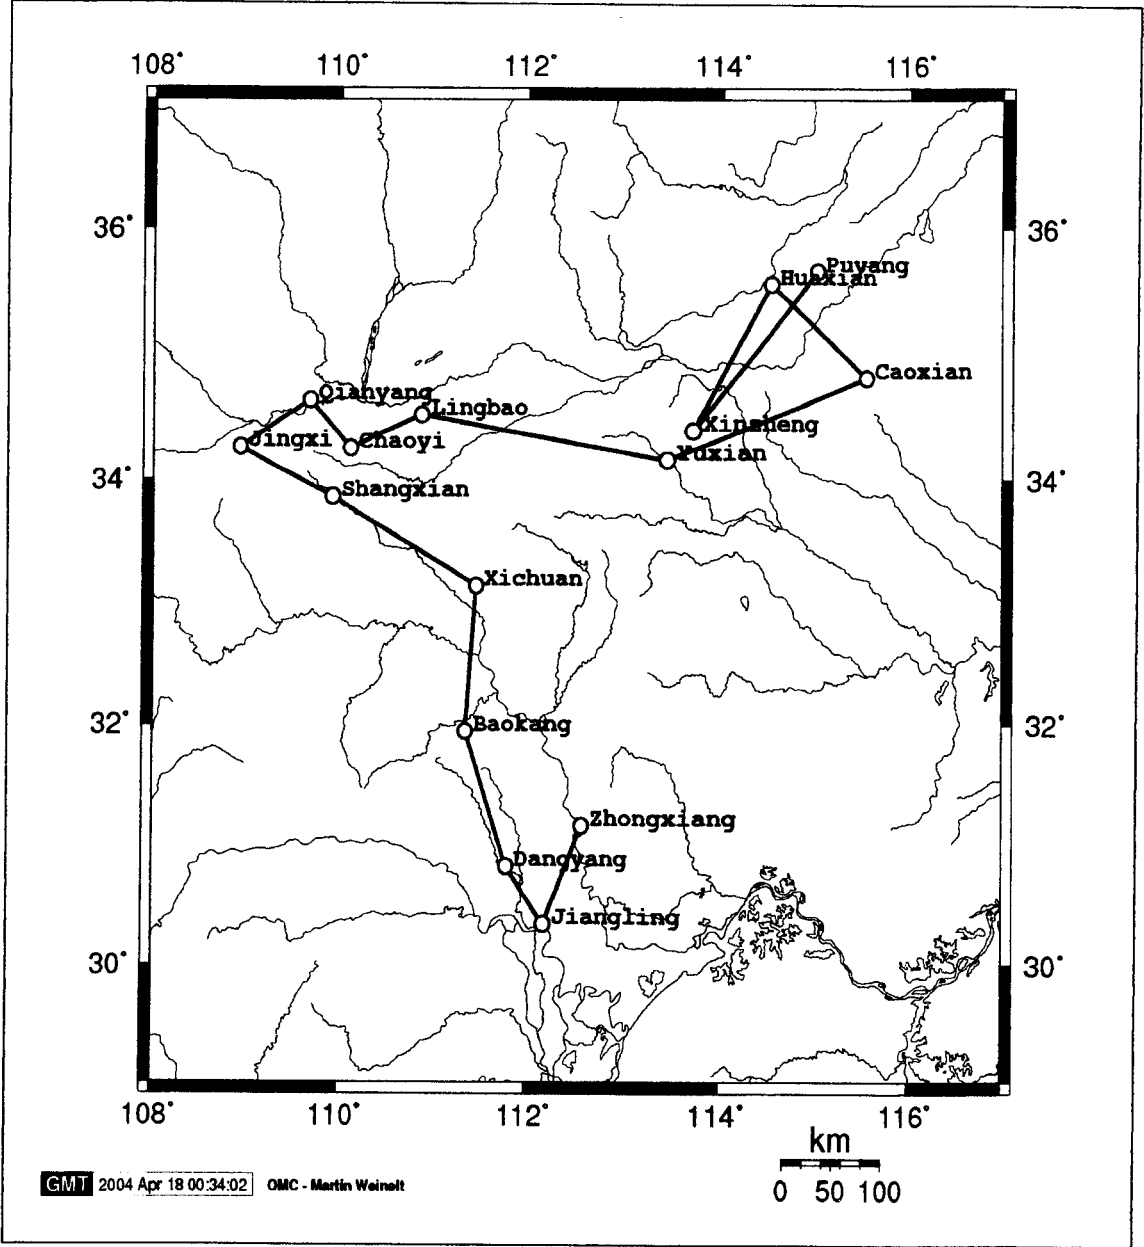 108° 110° 112° 114° 116°
36° 36°
Puyang
Huaxian
Caoxian
Qianyang
Lingbao
Xinzheng
Jingxi Chaoyi
Yuxian
34° 34°
Shangxian
Xichuan
32° Baokang 32°
Zhongxiang
Dangyang
Jiangling
30° 30°
108° 110° 112° 114° 116°
km
GMT 2004 Apr 18 00:34:02 OMC - Martin Weinelt
0 50 100